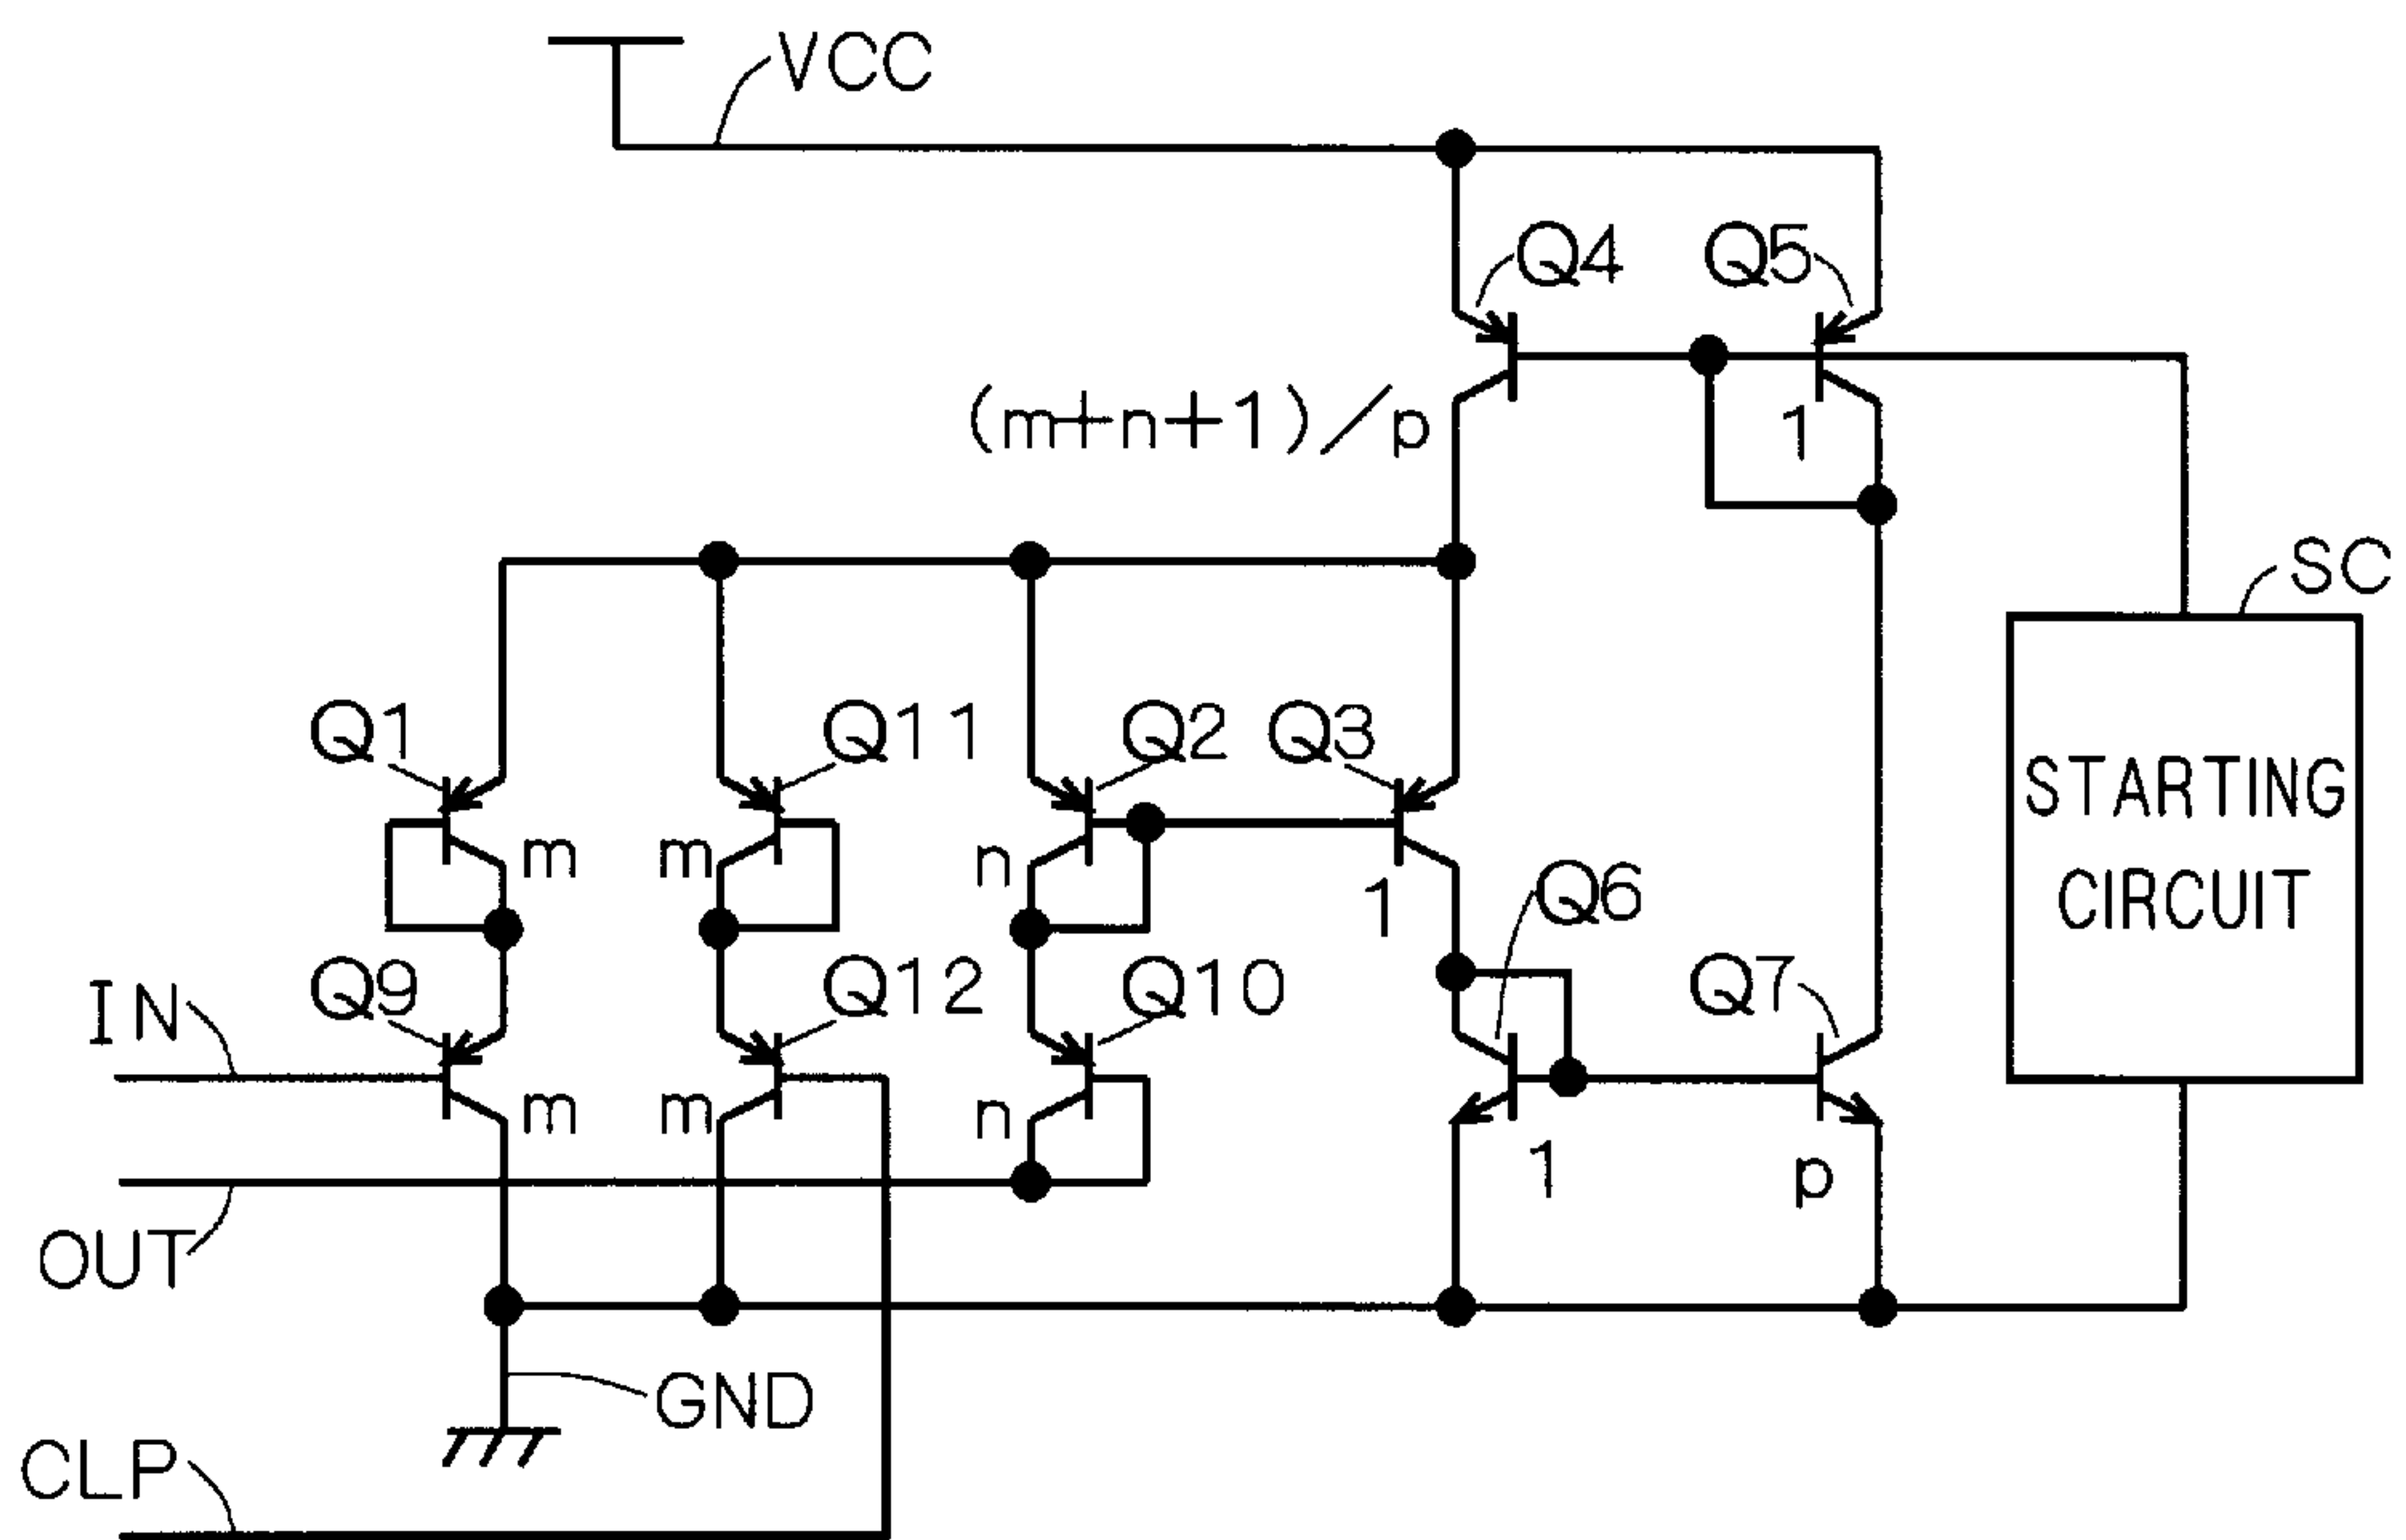 VCC
Q4 Q5
(m+n+1)/p 1
SC
Q1 Q11 Q2 Q3
STARTING
CIRCUIT
m m n 1
Q6
IN Q9 Q12 Q10 Q7
m m n
1 p
OUT
GND
CLP